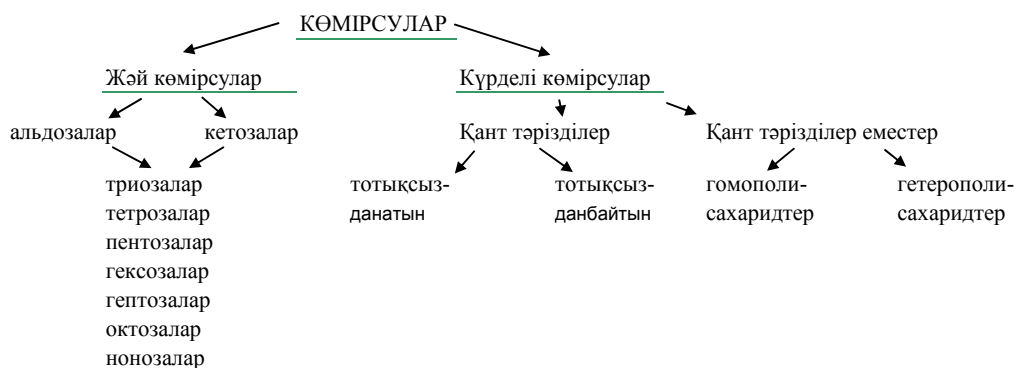 КӨМІРСУЛАР
Жәй көмірсулар Күрделі көмірсулар
альдозалар кетозалар Қант тәрізділер Қант тәрізділер еместер
триозалар тотықсыз- тотықсыз- гомополи- гетерополи-
тетрозалар данатын данбайтын сахаридтер сахаридтер
пентозалар
гексозалар
гептозалар
октозалар
нонозалар